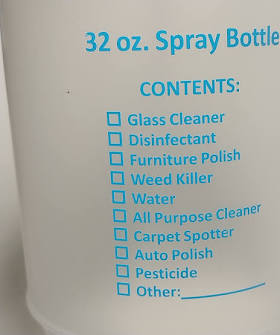 32 oz. Spray Bottle
CONTENTS:
Glass Cleaner
Disinfectant
Furniture Polish
Weed Killer
Water
All Purpose Cleaner
Carpet Spotter
Auto Polish
Pesticide
Other: